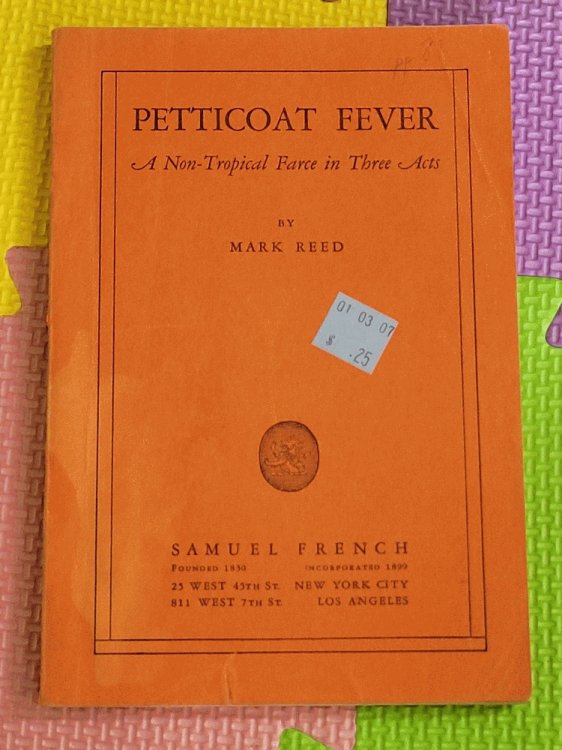 PETTICOAT FEVER
A Non-Tropical Farce in Three Acts
BY
MARK REED
01 03 07
$ .25
SAMUEL FRENCH
FOUNDED 1830 INCORPORATED 1899
25 WEST 45TH ST. NEW YORK CITY
811 WEST 7TH ST. LOS ANGELES